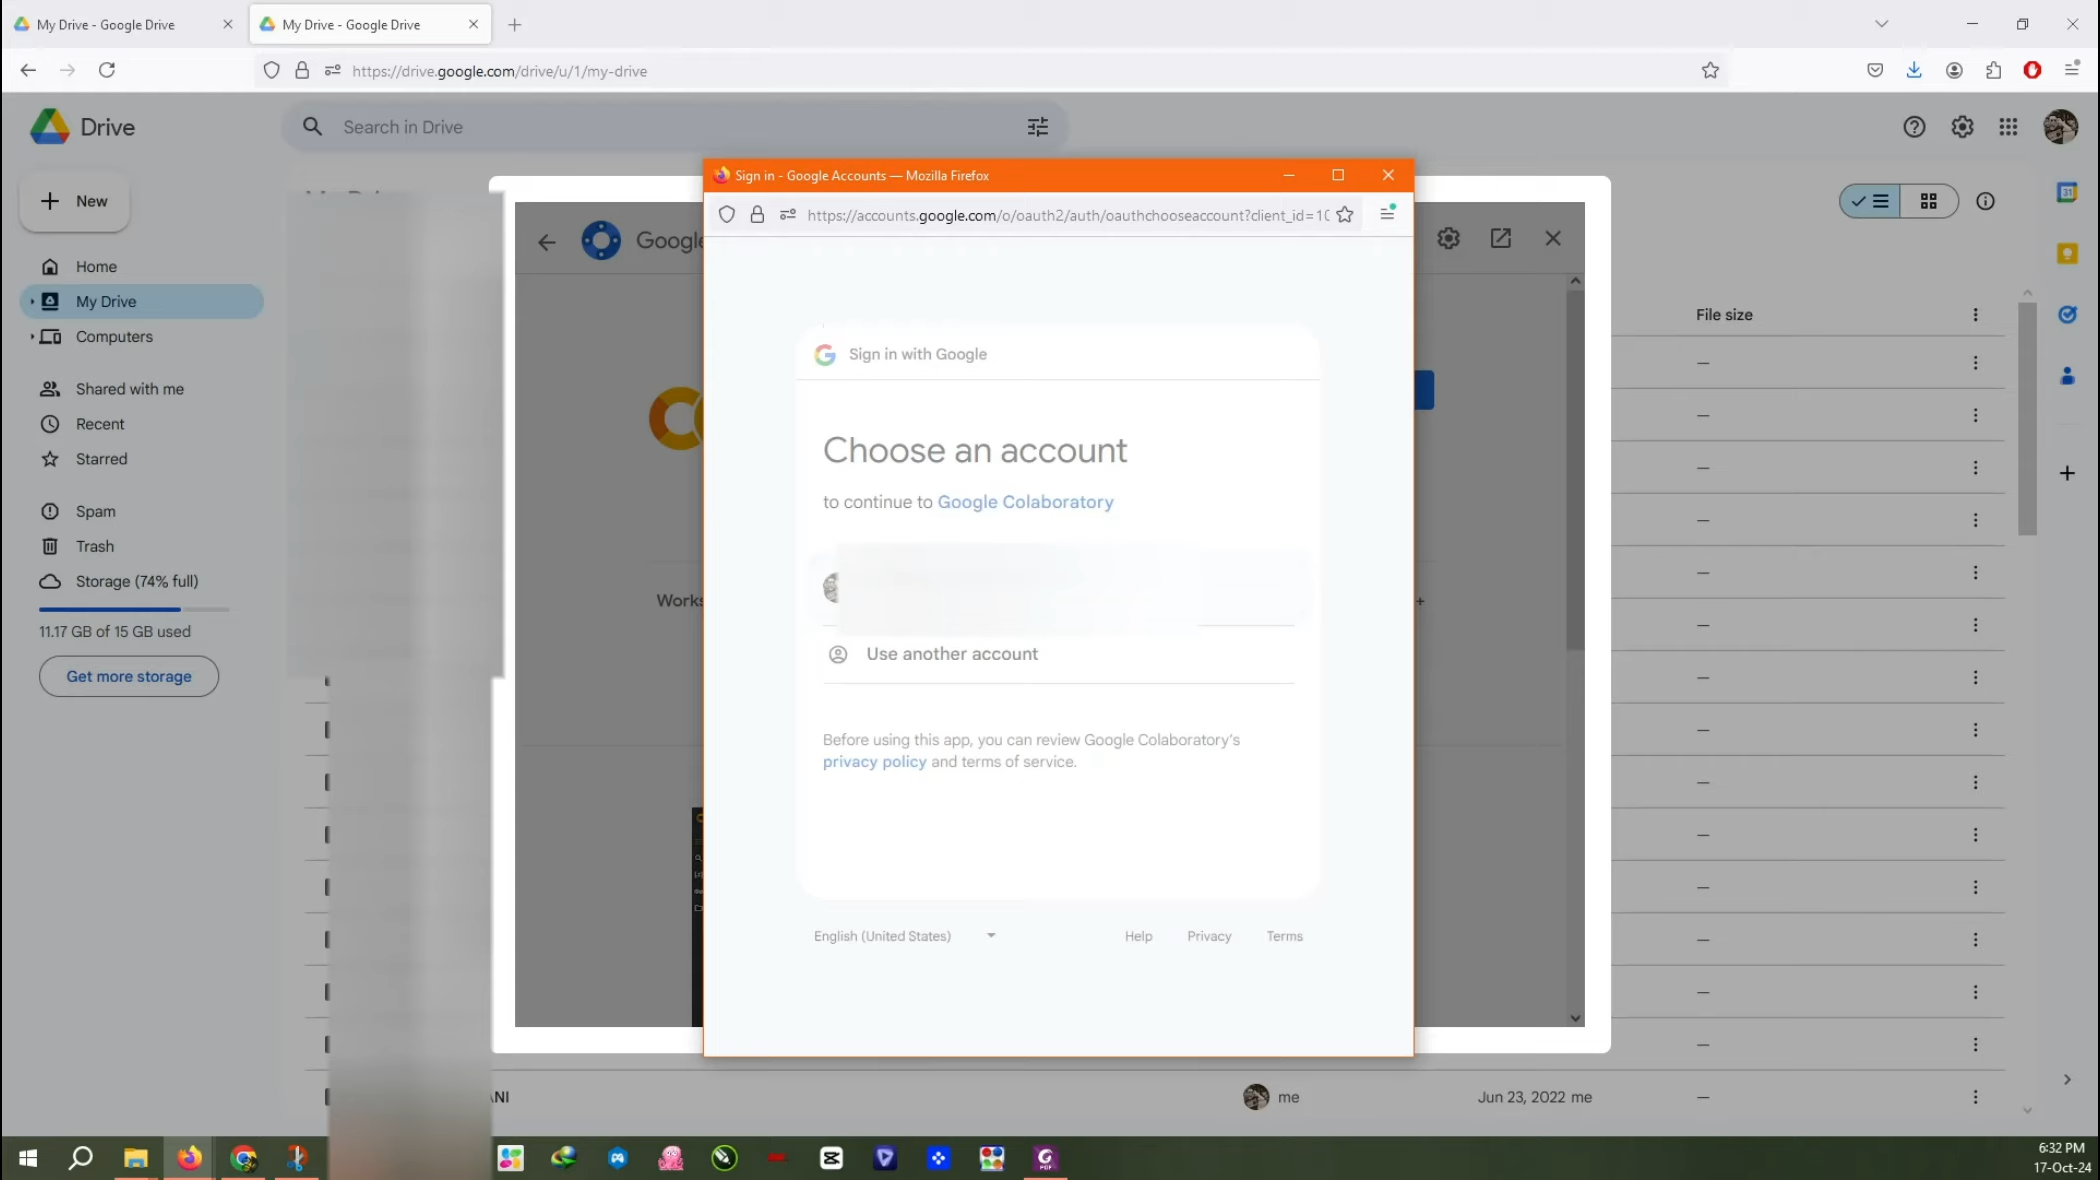 My Drive - Google Drive
My Drive - Google Drive
https://drive.google.com/drive/u/1/my-drive
Drive
Search in Drive
Sign in - Google Accounts — Mozilla Firefox
New
https://accounts.google.com/o/oauth2/auth/oauthchooseaccount?client_id=1
Google
Home
My Drive
File size
Computers
Sign in with Google
Shared with me
Recent
Choose an account
Starred
to continue to Google Colaboratory
Spam
Trash
Storage (74% full)
Works
11.17 GB of 15 GB used
Use another account
Get more storage
Before using this app, you can review Google Colaboratory's
privacy policy and terms of service.
English (United States)
Help
Privacy
Terms
ANI
me
Jun 23, 2022 me
6:32 PM
17-Oct-24